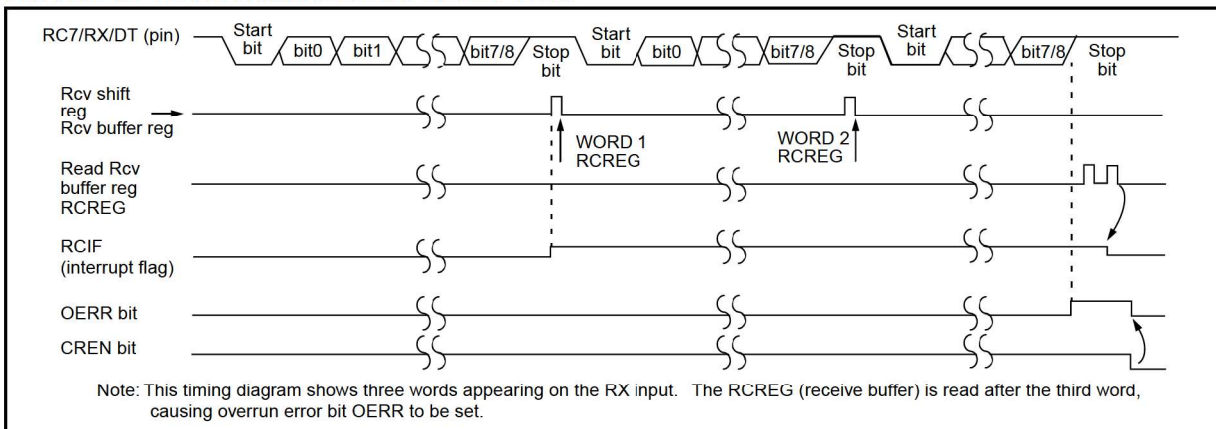 RC7/RX/DT (pin)
Start
bit
bit0
bit1
bit7/8
Stop
bit
Start
bit
bit0
bit7/8
Stop
bit
Start
bit
bit7/8
Stop
bit
Rcv shift
reg
Rcv buffer reg
WORD 1
RCREG
WORD 2
RCREG
Read Rcv
buffer reg
RCREG
RCIF
(interrupt flag)
OERR bit
CREN bit
Note: This timing diagram shows three words appearing on the RX input. The RCREG (receive buffer) is read after the third word,
causing overrun error bit OERR to be set.